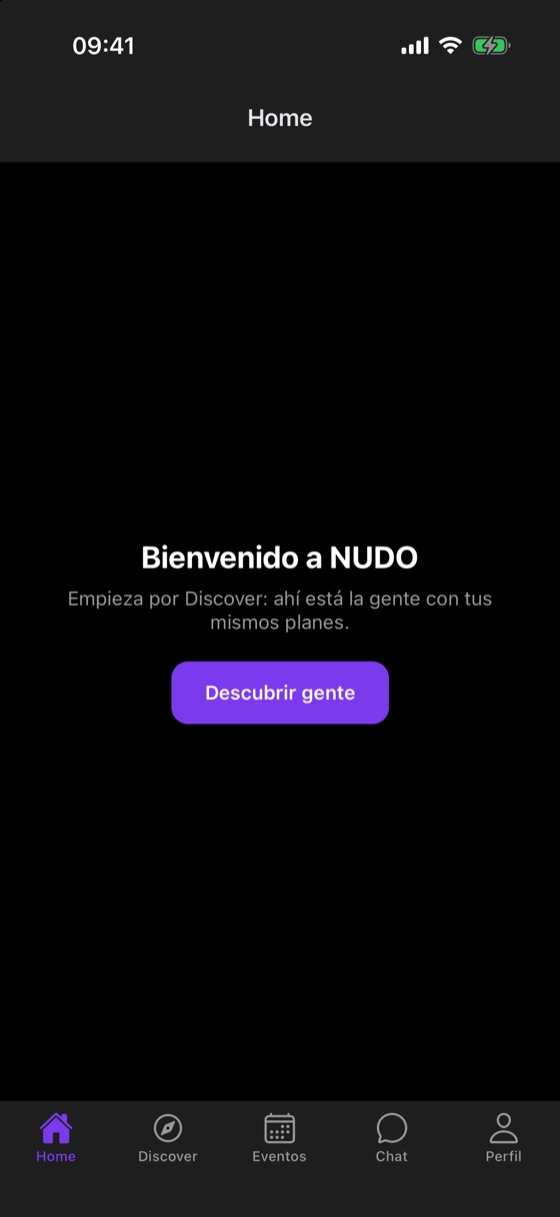 09:41
Home
Bienvenido a NUDO
Empieza por Discover: ahí está la gente con tus
mismos planes.
Descubrir gente
Home
Discover
Eventos
Chat
Perfil